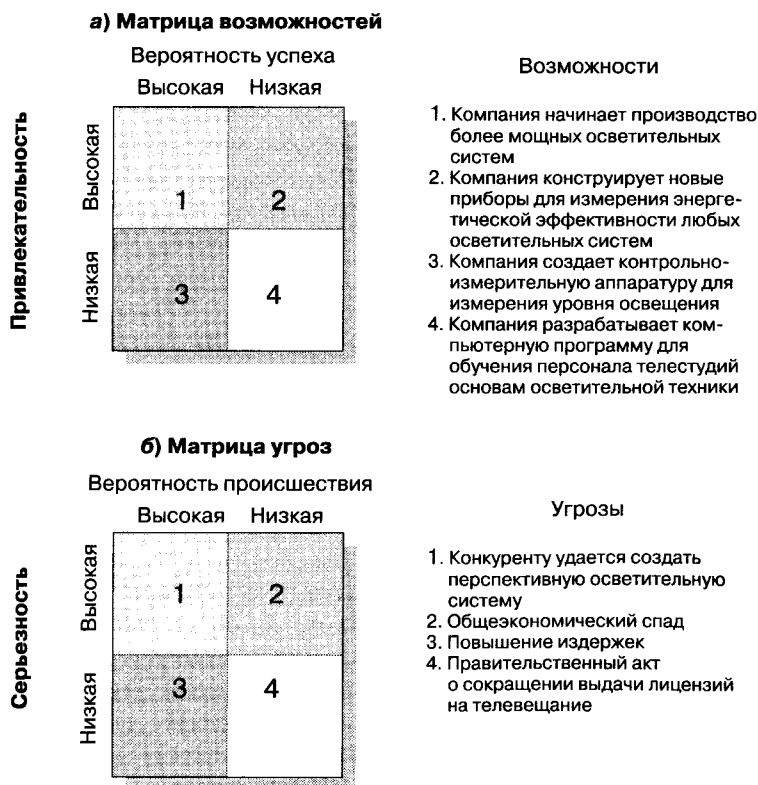 а) Матрица возможностей
Вероятность успеха
Высокая Низкая
Привлекательность
Высокая
Низкая
1 2
3 4
Возможности
1. Компания начинает производство
более мощных осветительных
систем
2. Компания конструирует новые
приборы для измерения энерге-
тической эффективности любых
осветительных систем
3. Компания создает контрольно-
измерительную аппаратуру для
измерения уровня освещения
4. Компания разрабатывает ком-
пьютерную программу для
обучения персонала телестудий
основам осветительной техники
б) Матрица угроз
Вероятность происшествия
Высокая Низкая
Серьезность
Высокая
Низкая
1 2
3 4
Угрозы
1. Конкуренту удается создать
перспективную осветительную
систему
2. Общеэкономический спад
3. Повышение издержек
4. Правительственный акт
о сокращении выдачи лицензий
на телевещание